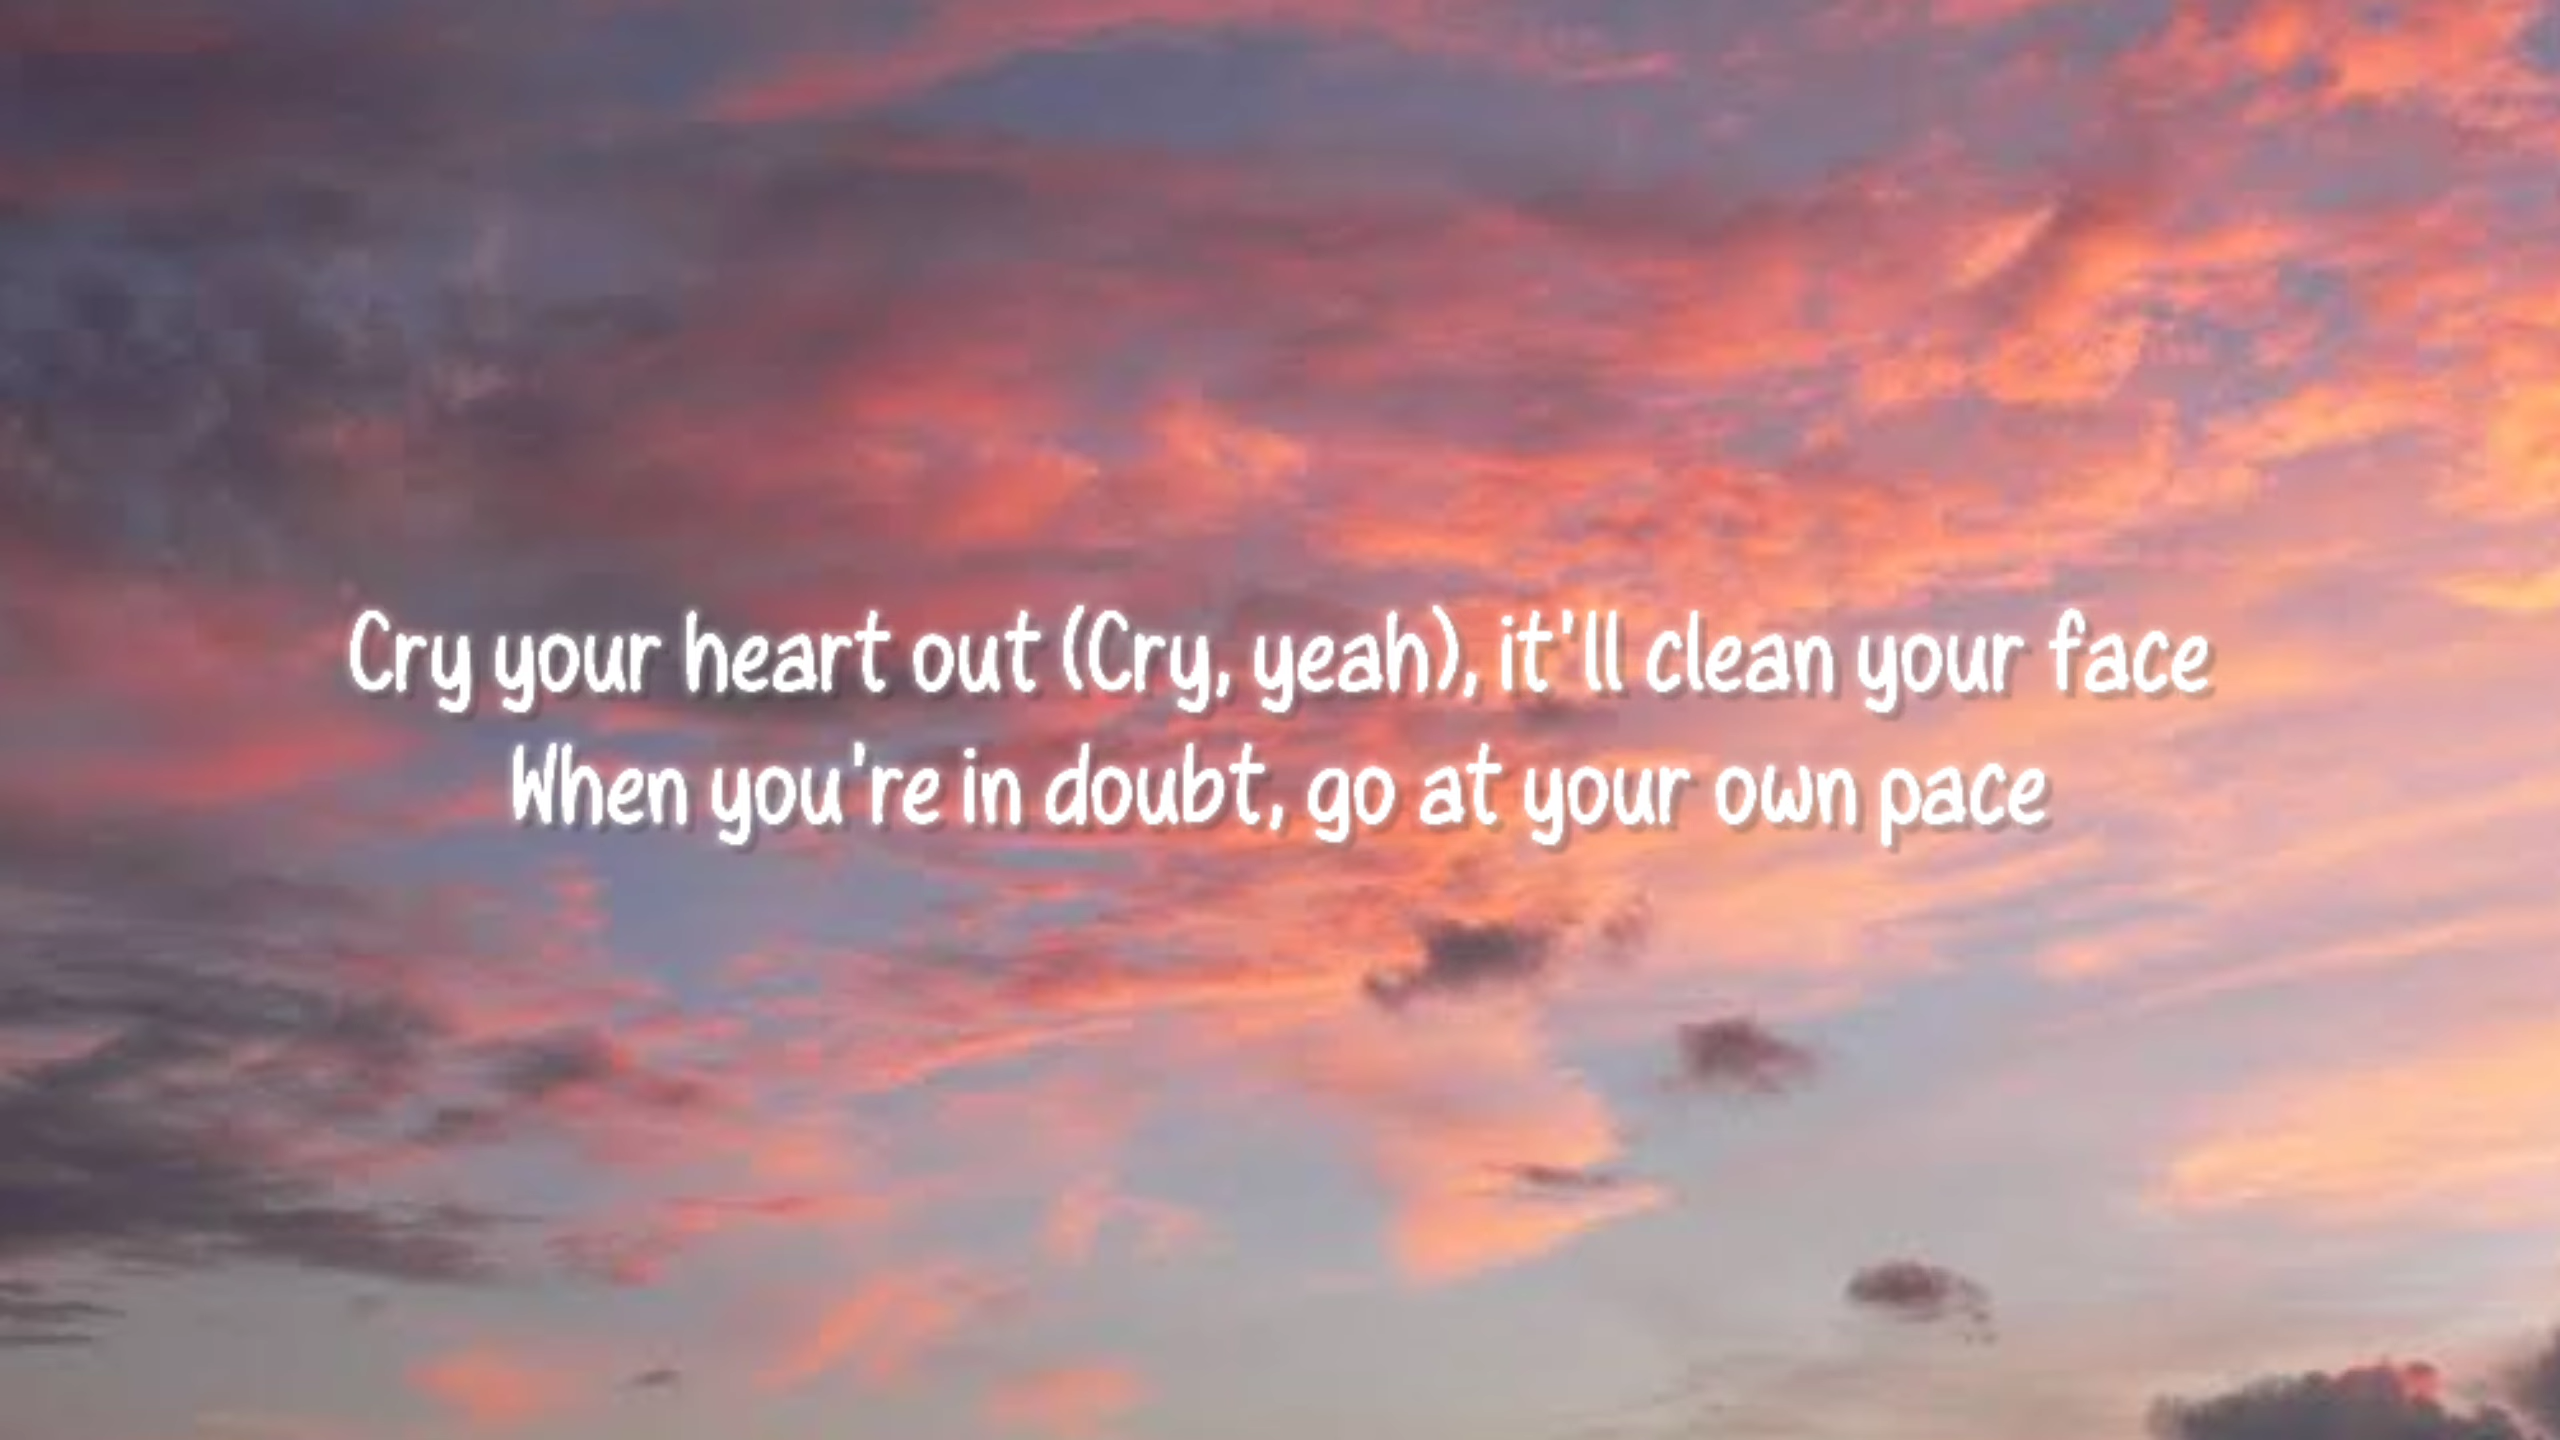 Cry your heart out (Cry, yeah), it'll clean your face
When you're in doubt, go at your own pace